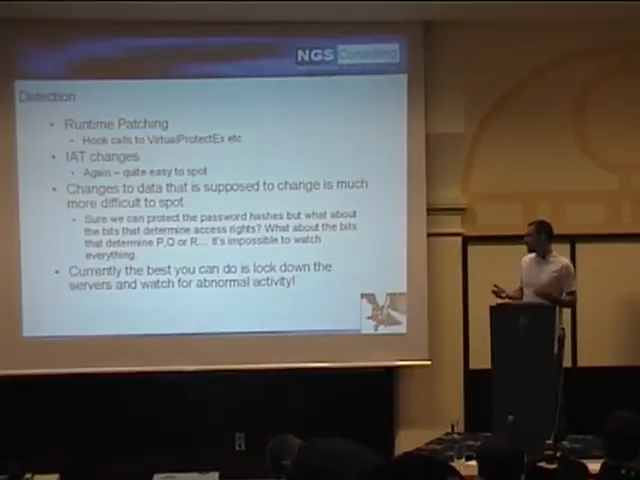 NGS Consulting
Detection
• Runtime Patching
• Hook calls to VirtualProtectEx etc
• IAT changes
• Again – quite easy to spot
• Changes to data that is supposed to change is much
more difficult to spot
• Sure we can protect the password hashes but what about
the bits that determine access rights? What about the bits
that determine P,Q or R.... It's impossible to watch
everything.
• Currently the best you can do is lock down the
servers and watch for abnormal activity!